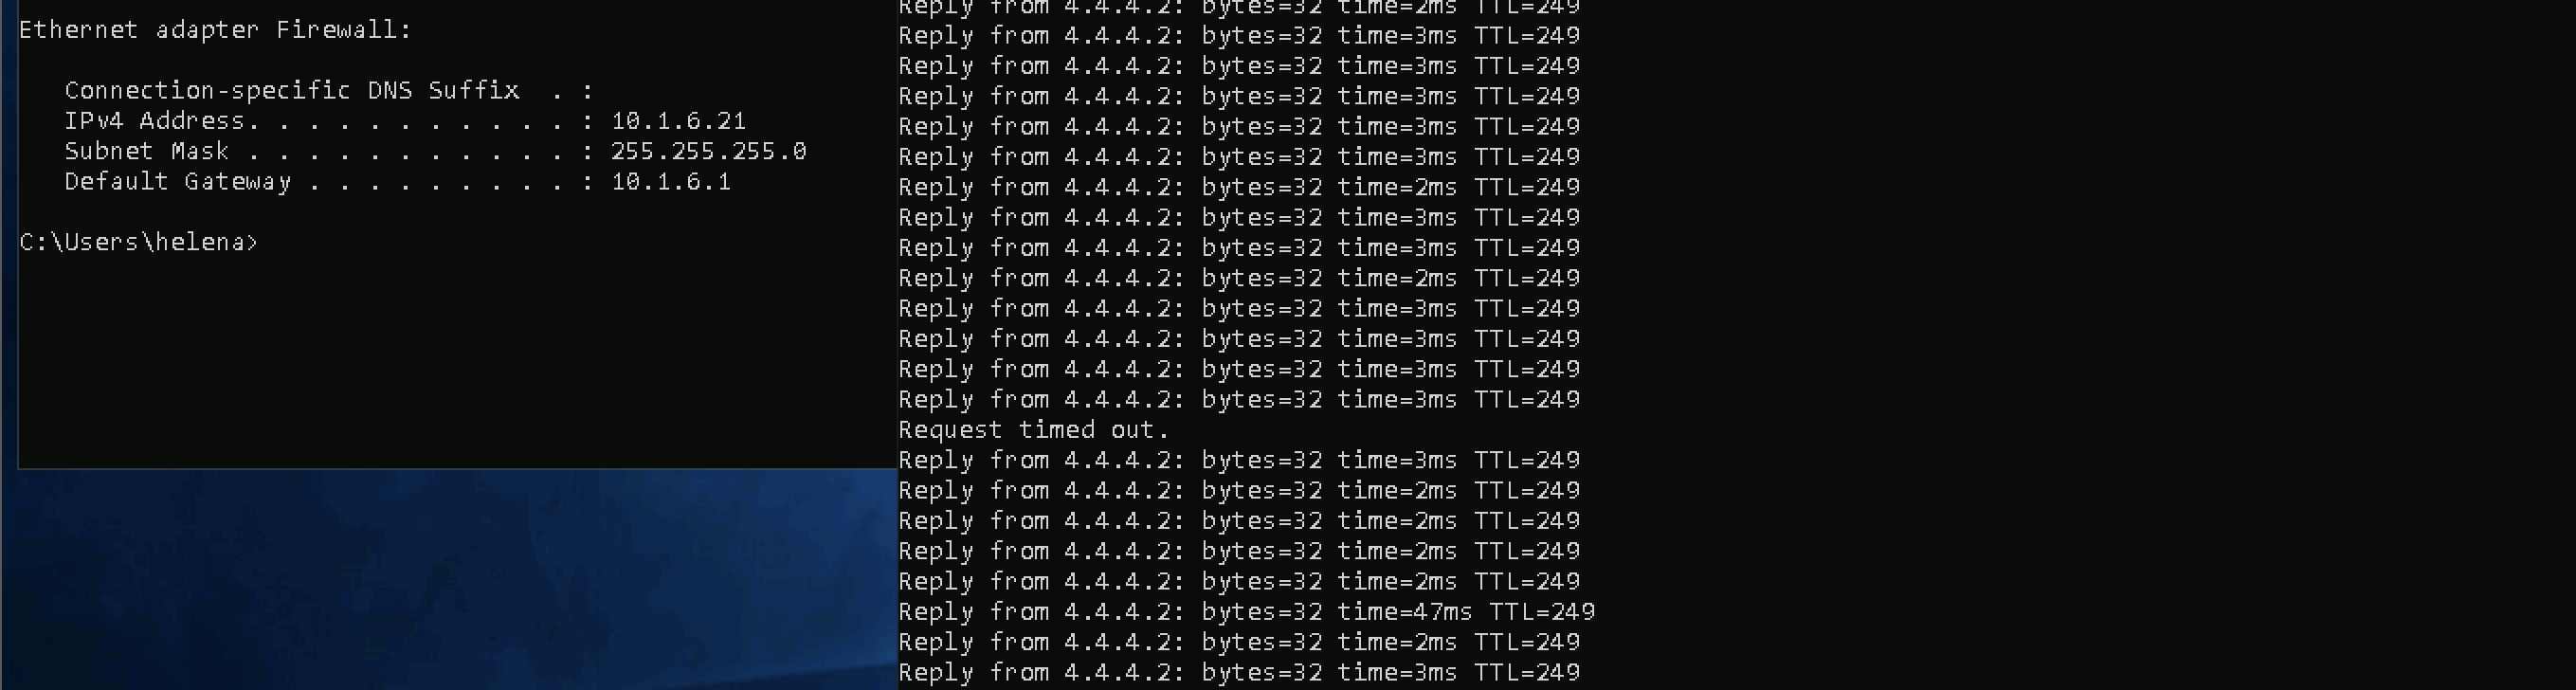 Ethernet adapter Firewall:
Connection-specific DNS Suffix  . :
IPv4 Address. . . . . . . . . . . : 10.1.6.21
Subnet Mask . . . . . . . . . . . : 255.255.255.0
Default Gateway . . . . . . . . . : 10.1.6.1
C:\Users\helena>
Reply from 4.4.4.2: bytes=32 time=2ms TTL=249
Reply from 4.4.4.2: bytes=32 time=3ms TTL=249
Reply from 4.4.4.2: bytes=32 time=3ms TTL=249
Reply from 4.4.4.2: bytes=32 time=3ms TTL=249
Reply from 4.4.4.2: bytes=32 time=3ms TTL=249
Reply from 4.4.4.2: bytes=32 time=3ms TTL=249
Reply from 4.4.4.2: bytes=32 time=2ms TTL=249
Reply from 4.4.4.2: bytes=32 time=3ms TTL=249
Reply from 4.4.4.2: bytes=32 time=3ms TTL=249
Reply from 4.4.4.2: bytes=32 time=2ms TTL=249
Reply from 4.4.4.2: bytes=32 time=3ms TTL=249
Reply from 4.4.4.2: bytes=32 time=3ms TTL=249
Reply from 4.4.4.2: bytes=32 time=3ms TTL=249
Reply from 4.4.4.2: bytes=32 time=3ms TTL=249
Request timed out.
Reply from 4.4.4.2: bytes=32 time=3ms TTL=249
Reply from 4.4.4.2: bytes=32 time=2ms TTL=249
Reply from 4.4.4.2: bytes=32 time=2ms TTL=249
Reply from 4.4.4.2: bytes=32 time=2ms TTL=249
Reply from 4.4.4.2: bytes=32 time=2ms TTL=249
Reply from 4.4.4.2: bytes=32 time=47ms TTL=249
Reply from 4.4.4.2: bytes=32 time=2ms TTL=249
Reply from 4.4.4.2: bytes=32 time=3ms TTL=249